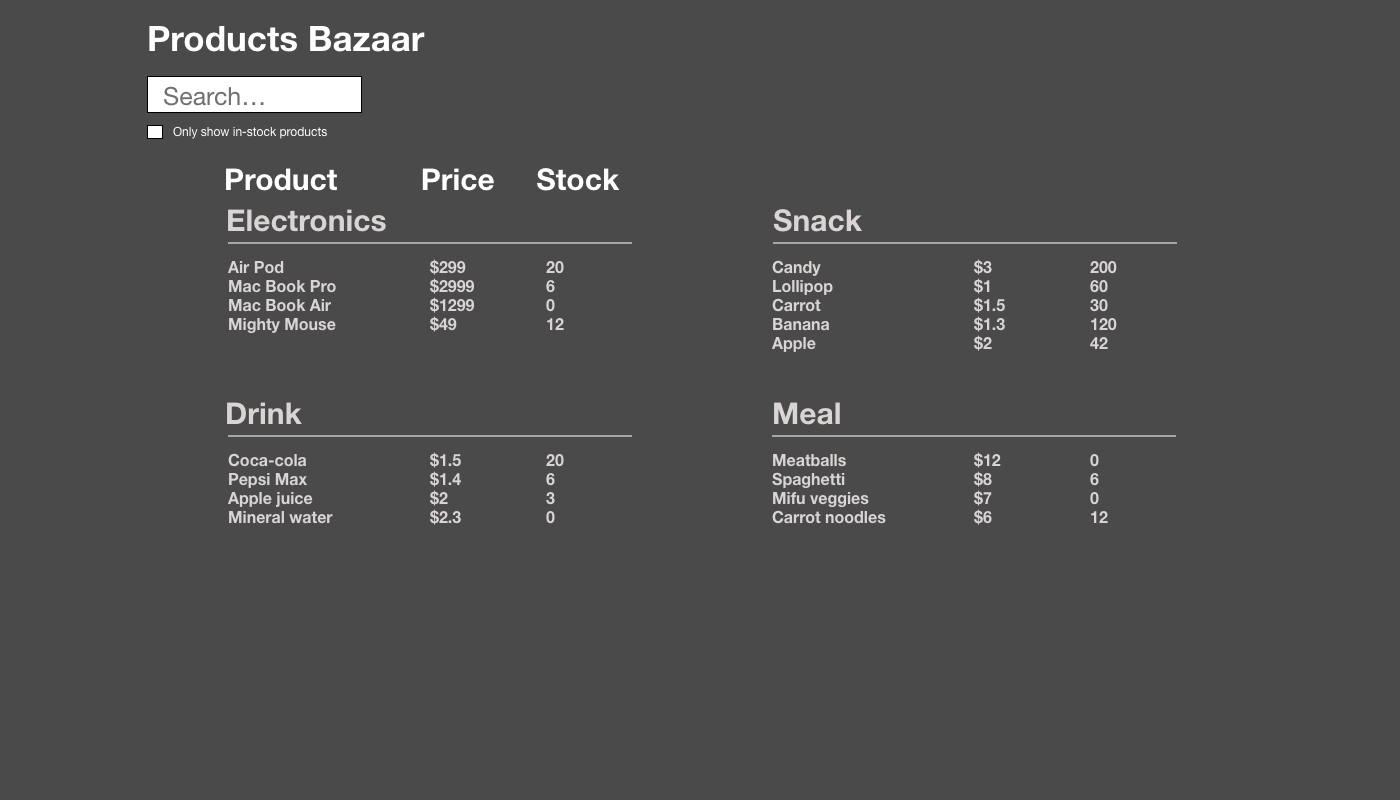 Products Bazaar
Search…
Only show in-stock products
Product Price Stock
Electronics
Air Pod $299 20
Mac Book Pro $2999 6
Mac Book Air $1299 0
Mighty Mouse $49 12
Snack
Candy $3 200
Lollipop $1 60
Carrot $1.5 30
Banana $1.3 120
Apple $2 42
Drink
Coca-cola $1.5 20
Pepsi Max $1.4 6
Apple juice $2 3
Mineral water $2.3 0
Meal
Meatballs $12 0
Spaghetti $8 6
Mifu veggies $7 0
Carrot noodles $6 12